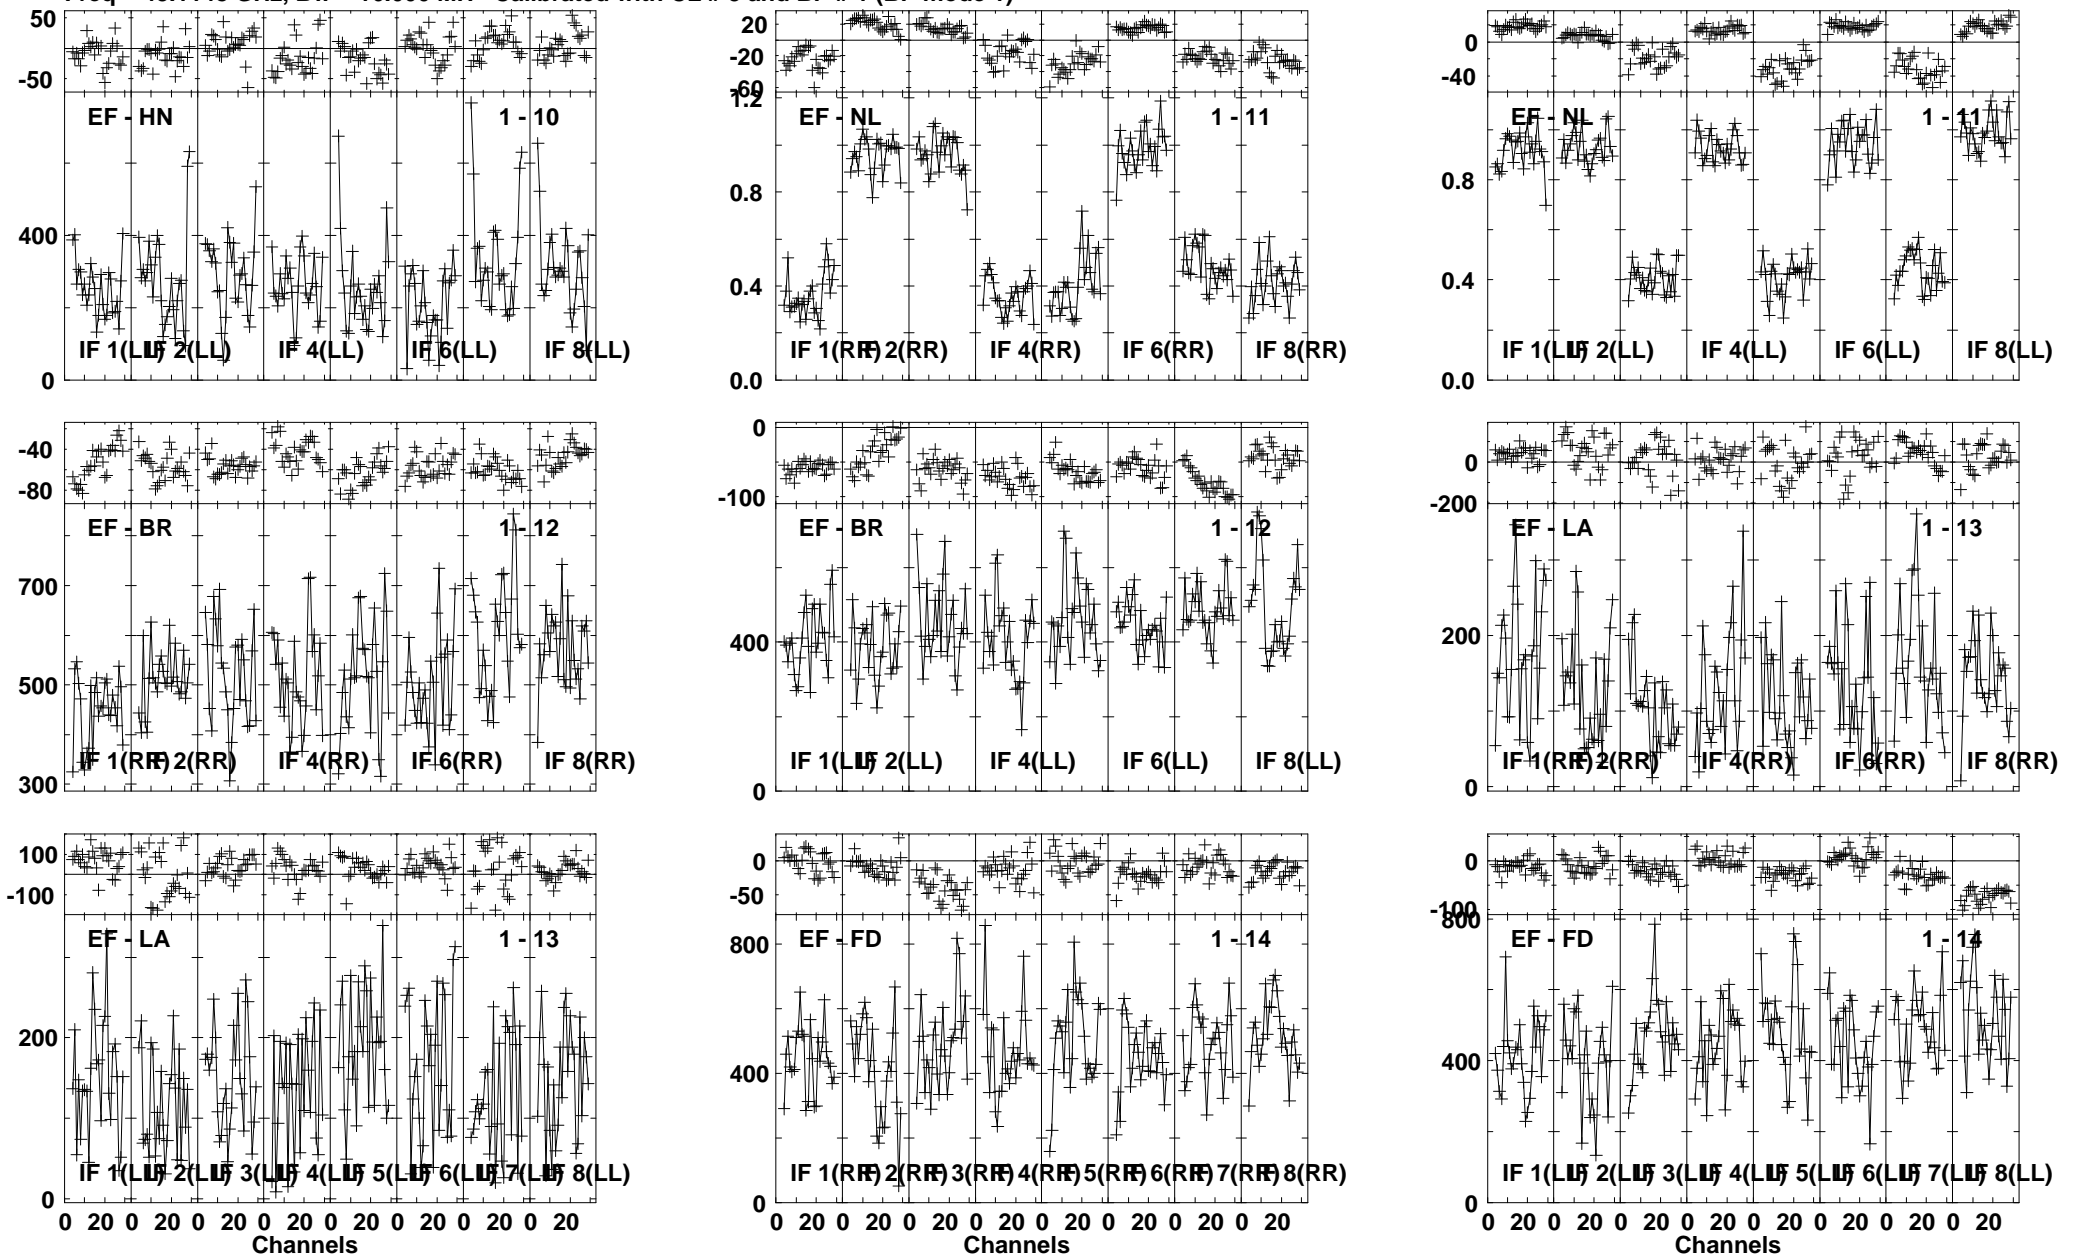 50
-50
EF - HN 1 - 10
400
0
IF 1(LL) IF 2(LL) IF 4(LL) IF 6(LL) IF 8(LL)
20
-20
-60
1.2
EF - NL 1 - 11
0.8
0.4
0.0
IF 1(RR) IF 2(RR) IF 4(RR) IF 6(RR) IF 8(RR)
0
-40
EF - NL 1 - 11
0.8
0.4
0.0
IF 1(LL) IF 2(LL) IF 4(LL) IF 6(LL) IF 8(LL)
-40
-80
EF - BR 1 - 12
700
500
300
IF 1(RR) IF 2(RR) IF 4(RR) IF 6(RR) IF 8(RR)
0
-100
EF - BR 1 - 12
400
0
IF 1(LL) IF 2(LL) IF 4(LL) IF 6(LL) IF 8(LL)
0
-200
200
EF - LA 1 - 13
200
0
IF 1(RR) IF 2(RR) IF 4(RR) IF 6(RR) IF 8(RR)
100
-100
EF - LA 1 - 13
200
0
IF 1(LL) IF 2(LL) IF 3(LL) IF 4(LL) IF 5(LL) IF 6(LL) IF 7(LL) IF 8(LL)
0 20 0 20 0 20 0 20 0 20 0 20 0 20 0 20
Channels
0
-50
EF - FD 1 - 14
800
400
0
IF 1(RR) IF 2(RR) IF 3(RR) IF 4(RR) IF 5(RR) IF 6(RR) IF 7(RR) IF 8(RR)
0 20 0 20 0 20 0 20 0 20 0 20 0 20 0 20
Channels
0
-100
800
EF - FD 1 - 14
400
0
IF 1(LL) IF 2(LL) IF 3(LL) IF 4(LL) IF 5(LL) IF 6(LL) IF 7(LL) IF 8(LL)
0 20 0 20 0 20 0 20 0 20 0 20 0 20 0 20
Channels